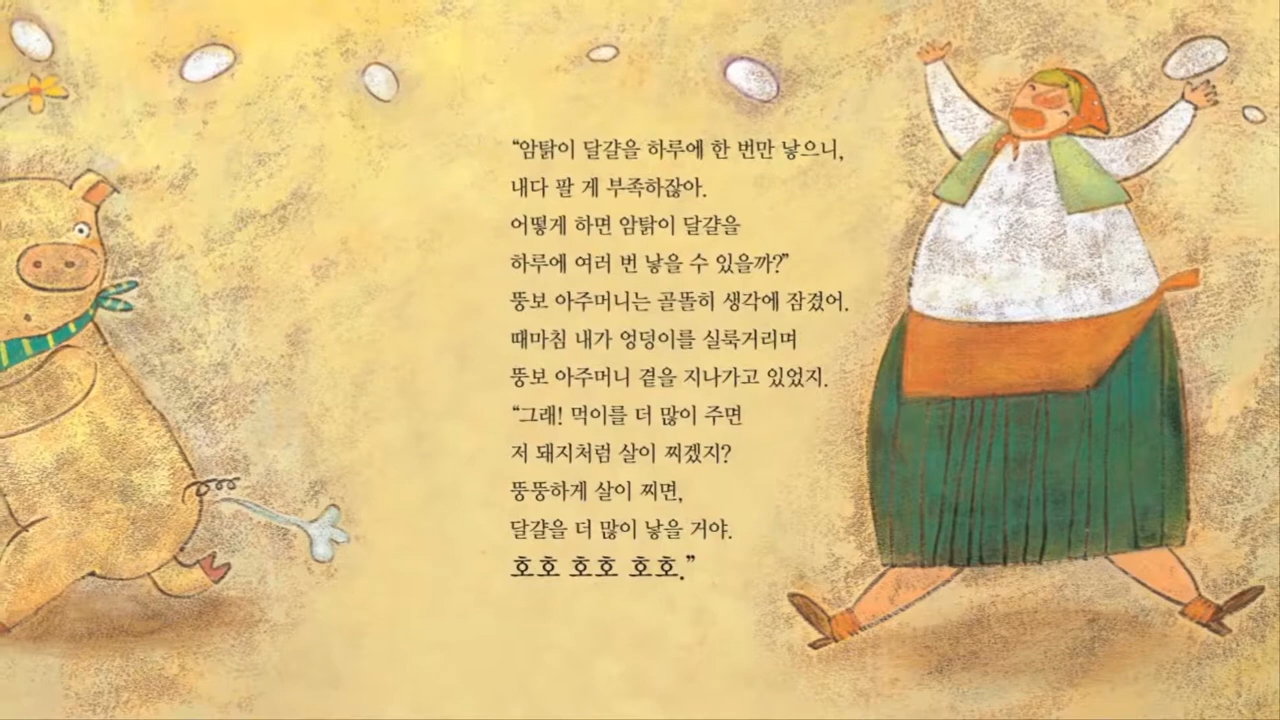 “암탉이 달걀을 하루에 한 번만 낳으니,
내다 팔 게 부족하잖아.
어떻게 하면 암탉이 달걀을
하루에 여러 번 낳을 수 있을까?”
뚱보 아주머니는 골똘히 생각에 잠겼어.
때마침 내가 엉덩이를 실룩거리며
뚱보 아주머니 곁을 지나가고 있었지.
“그래! 먹이를 더 많이 주면
저 돼지처럼 살이 찌겠지?
뚱뚱하게 살이 찌면,
달걀을 더 많이 낳을 거야.
호호 호호 호호.”